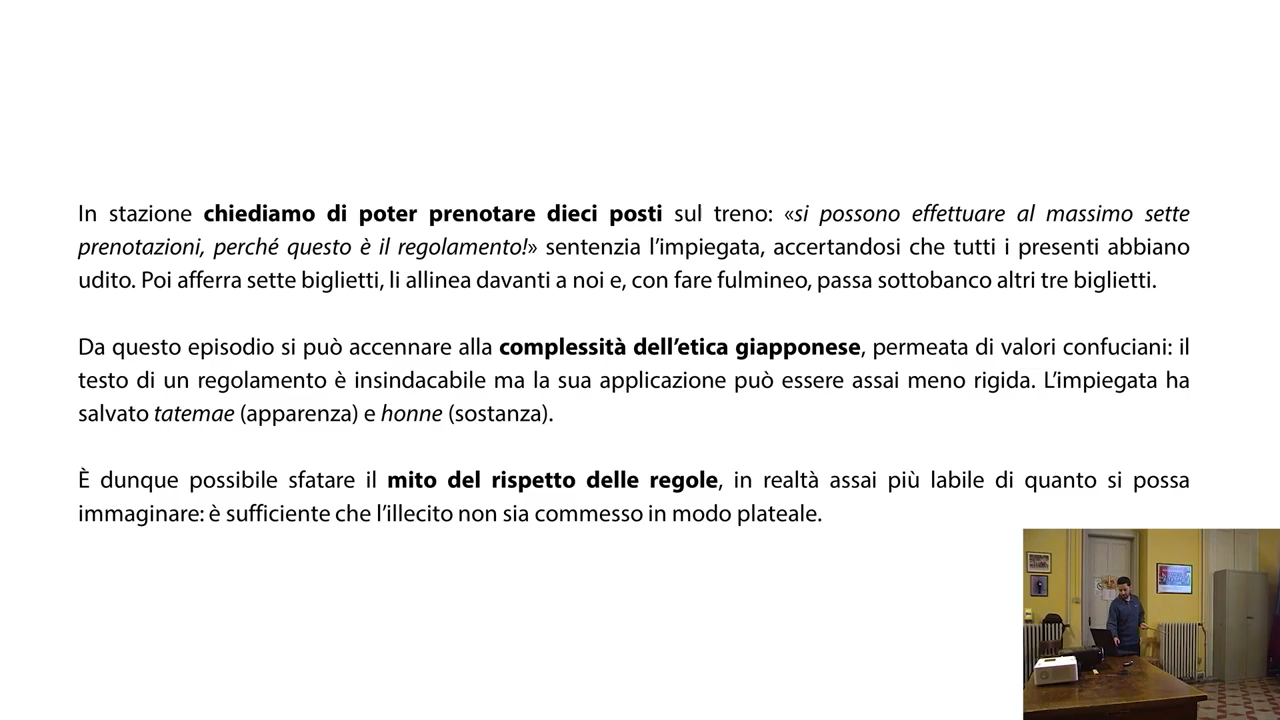 In stazione chiediamo di poter prenotare dieci posti sul treno: «si possono effettuare al massimo sette
prenotazioni, perché questo è il regolamento!» sentenzia l’impiegata, accertandosi che tutti i presenti abbiano
udito. Poi afferra sette biglietti, li allinea davanti a noi e, con fare fulmineo, passa sottobanco altri tre biglietti.
Da questo episodio si può accennare alla complessità dell’etica giapponese, permeata di valori confuciani: il
testo di un regolamento è insindacabile ma la sua applicazione può essere assai meno rigida. L’impiegata ha
salvato tatemae (apparenza) e honne (sostanza).
È dunque possibile sfatare il mito del rispetto delle regole, in realtà assai più labile di quanto si possa
immaginare: è sufficiente che l’illecito non sia commesso in modo plateale.